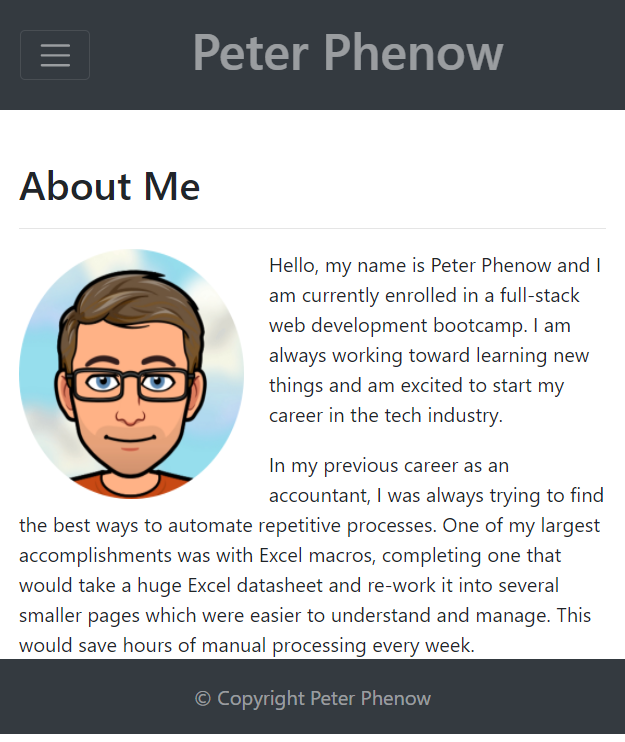 Peter Phenow
About Me
Hello, my name is Peter Phenow and I
am currently enrolled in a full-stack
web development bootcamp. I am
always working toward learning new
things and am excited to start my
career in the tech industry.
In my previous career as an
accountant, I was always trying to find
the best ways to automate repetitive processes. One of my largest
accomplishments was with Excel macros, completing one that
would take a huge Excel datasheet and re-work it into several
smaller pages which were easier to understand and manage. This
would save hours of manual processing every week.
© Copyright Peter Phenow